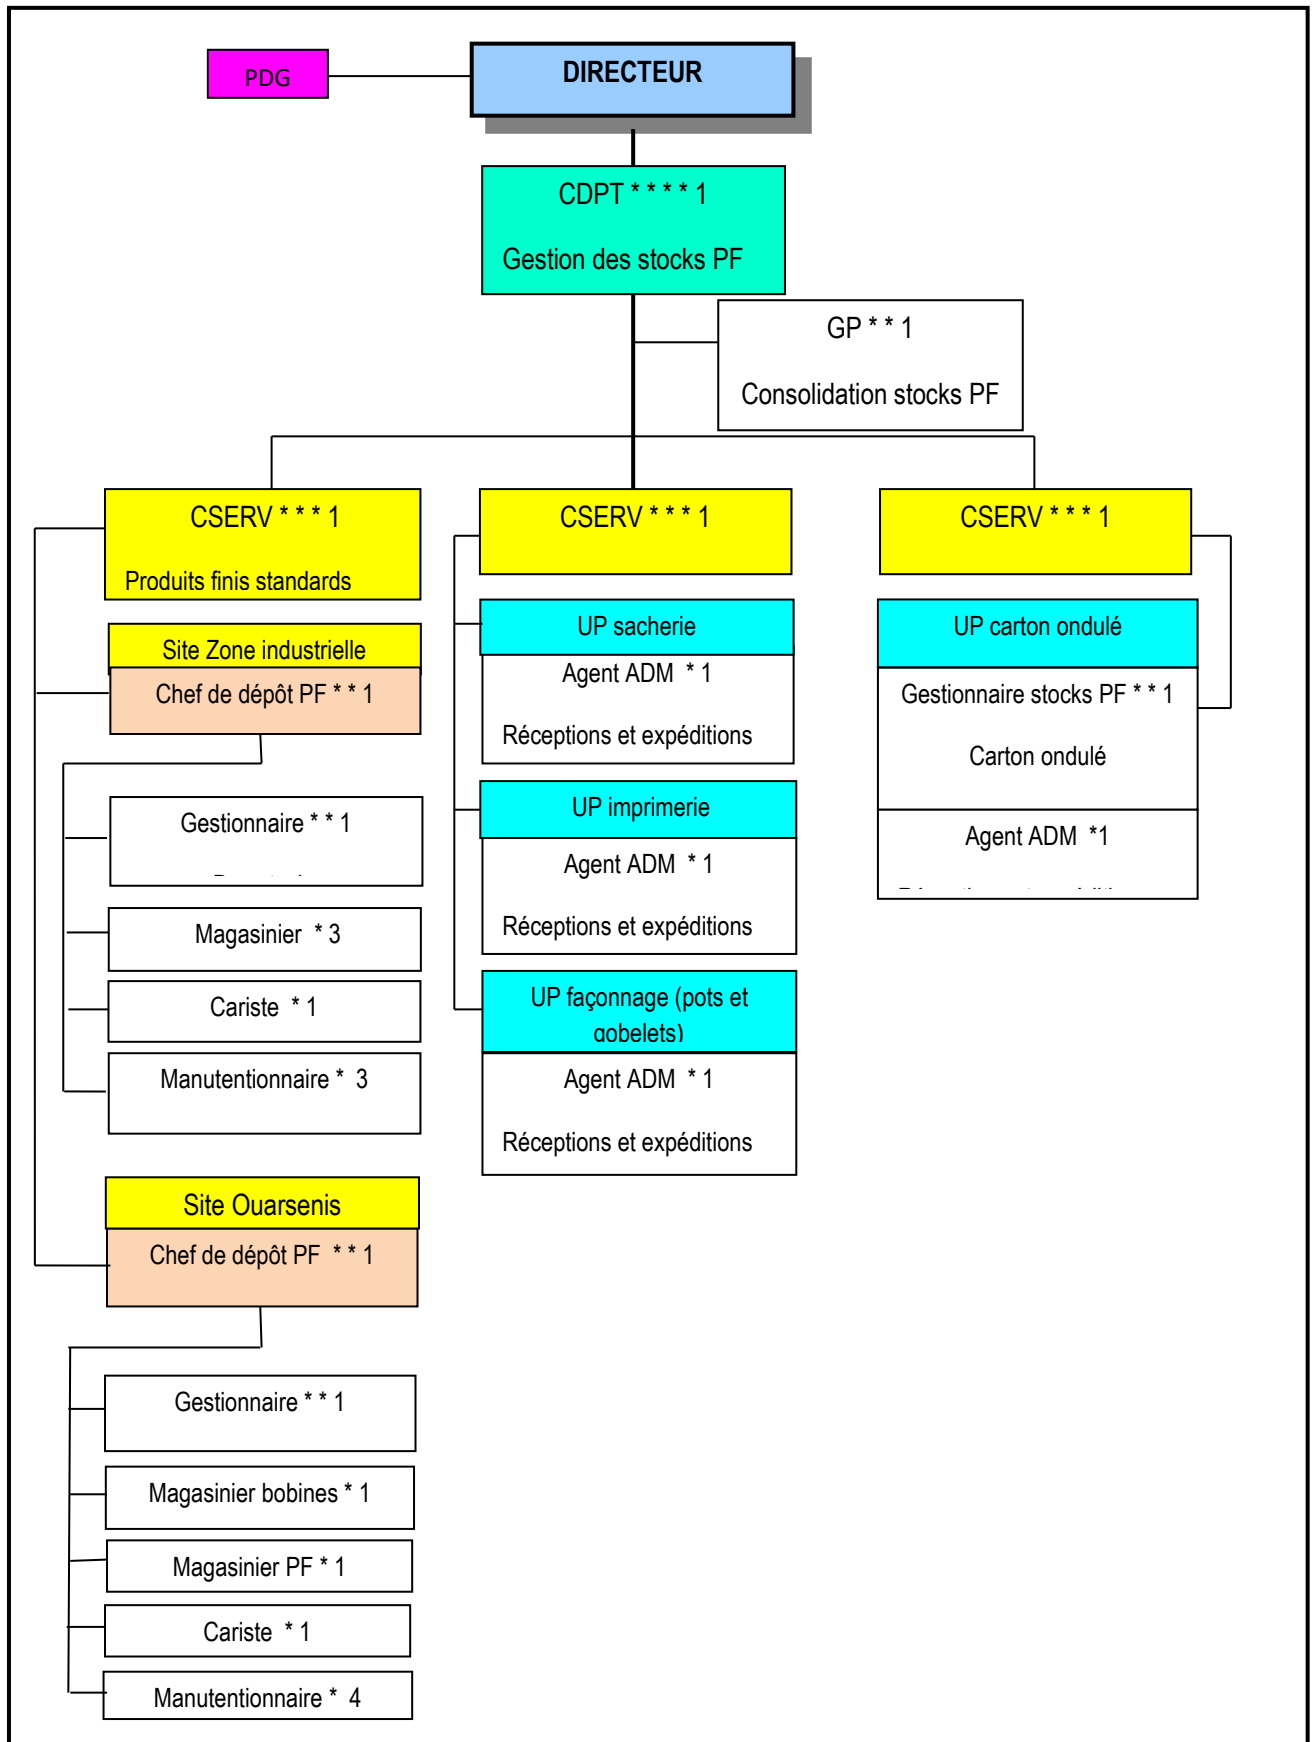 PDG
DIRECTEUR
CDPT * * * * 1
Gestion des stocks PF
GP * * 1
Consolidation stocks PF
CSERV * * * 1
Produits finis standards
Site Zone industrielle
Chef de dépôt PF * * 1
Gestionnaire * * 1
Magasinier * 3
Cariste * 1
Manutentionnaire * 3
Site Ouarsenis
Chef de dépôt PF * * 1
Gestionnaire * * 1
Magasinier bobines * 1
Magasinier PF * 1
Cariste * 1
Manutentionnaire * 4
CSERV * * * 1
UP sacherie
Agent ADM * 1
Réceptions et expéditions
UP imprimerie
Agent ADM * 1
Réceptions et expéditions
UP façonnage (pots et
gobelets)
Agent ADM * 1
Réceptions et expéditions
CSERV * * * 1
UP carton ondulé
Gestionnaire stocks PF * * 1
Carton ondulé
Agent ADM *1